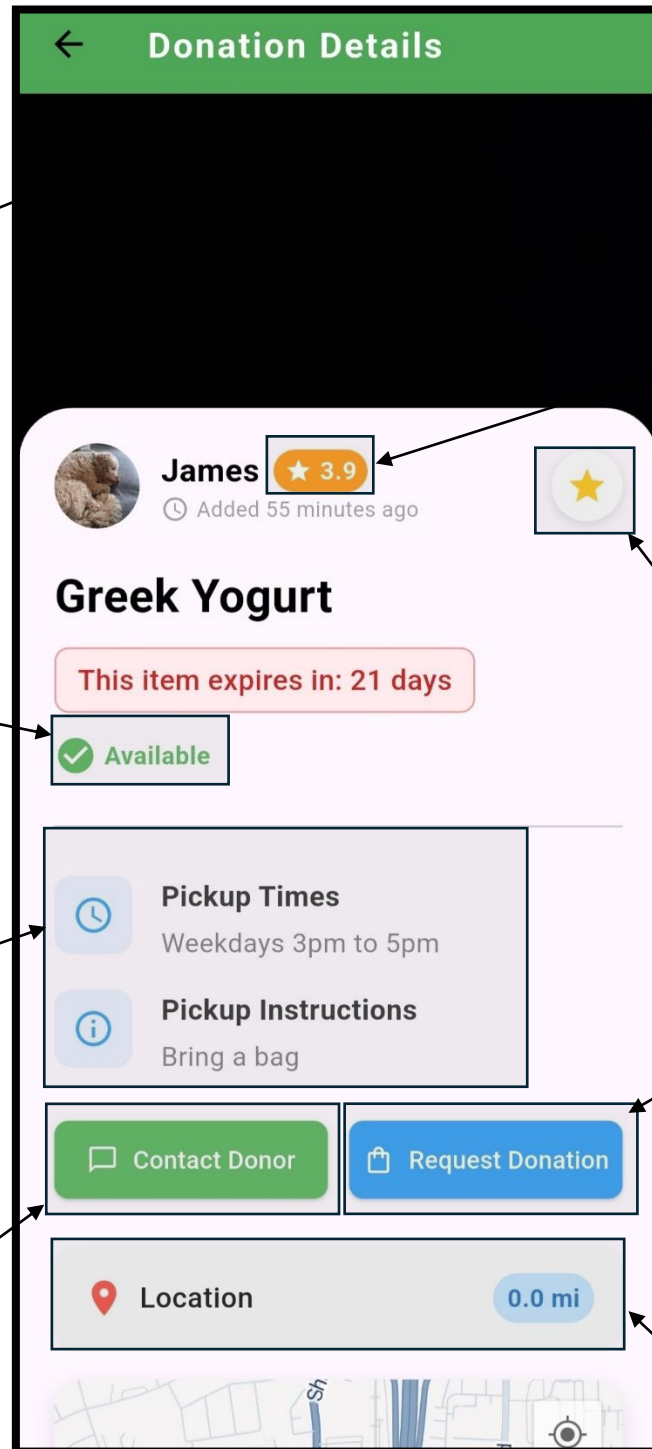 Donation Details
James 3.9
Added 55 minutes ago
Greek Yogurt
This item expires in: 21 days
Available
Pickup Times
Weekdays 3pm to 5pm
Pickup Instructions
Bring a bag
Contact Donor
Request Donation
Location
0.0 mi
Sh